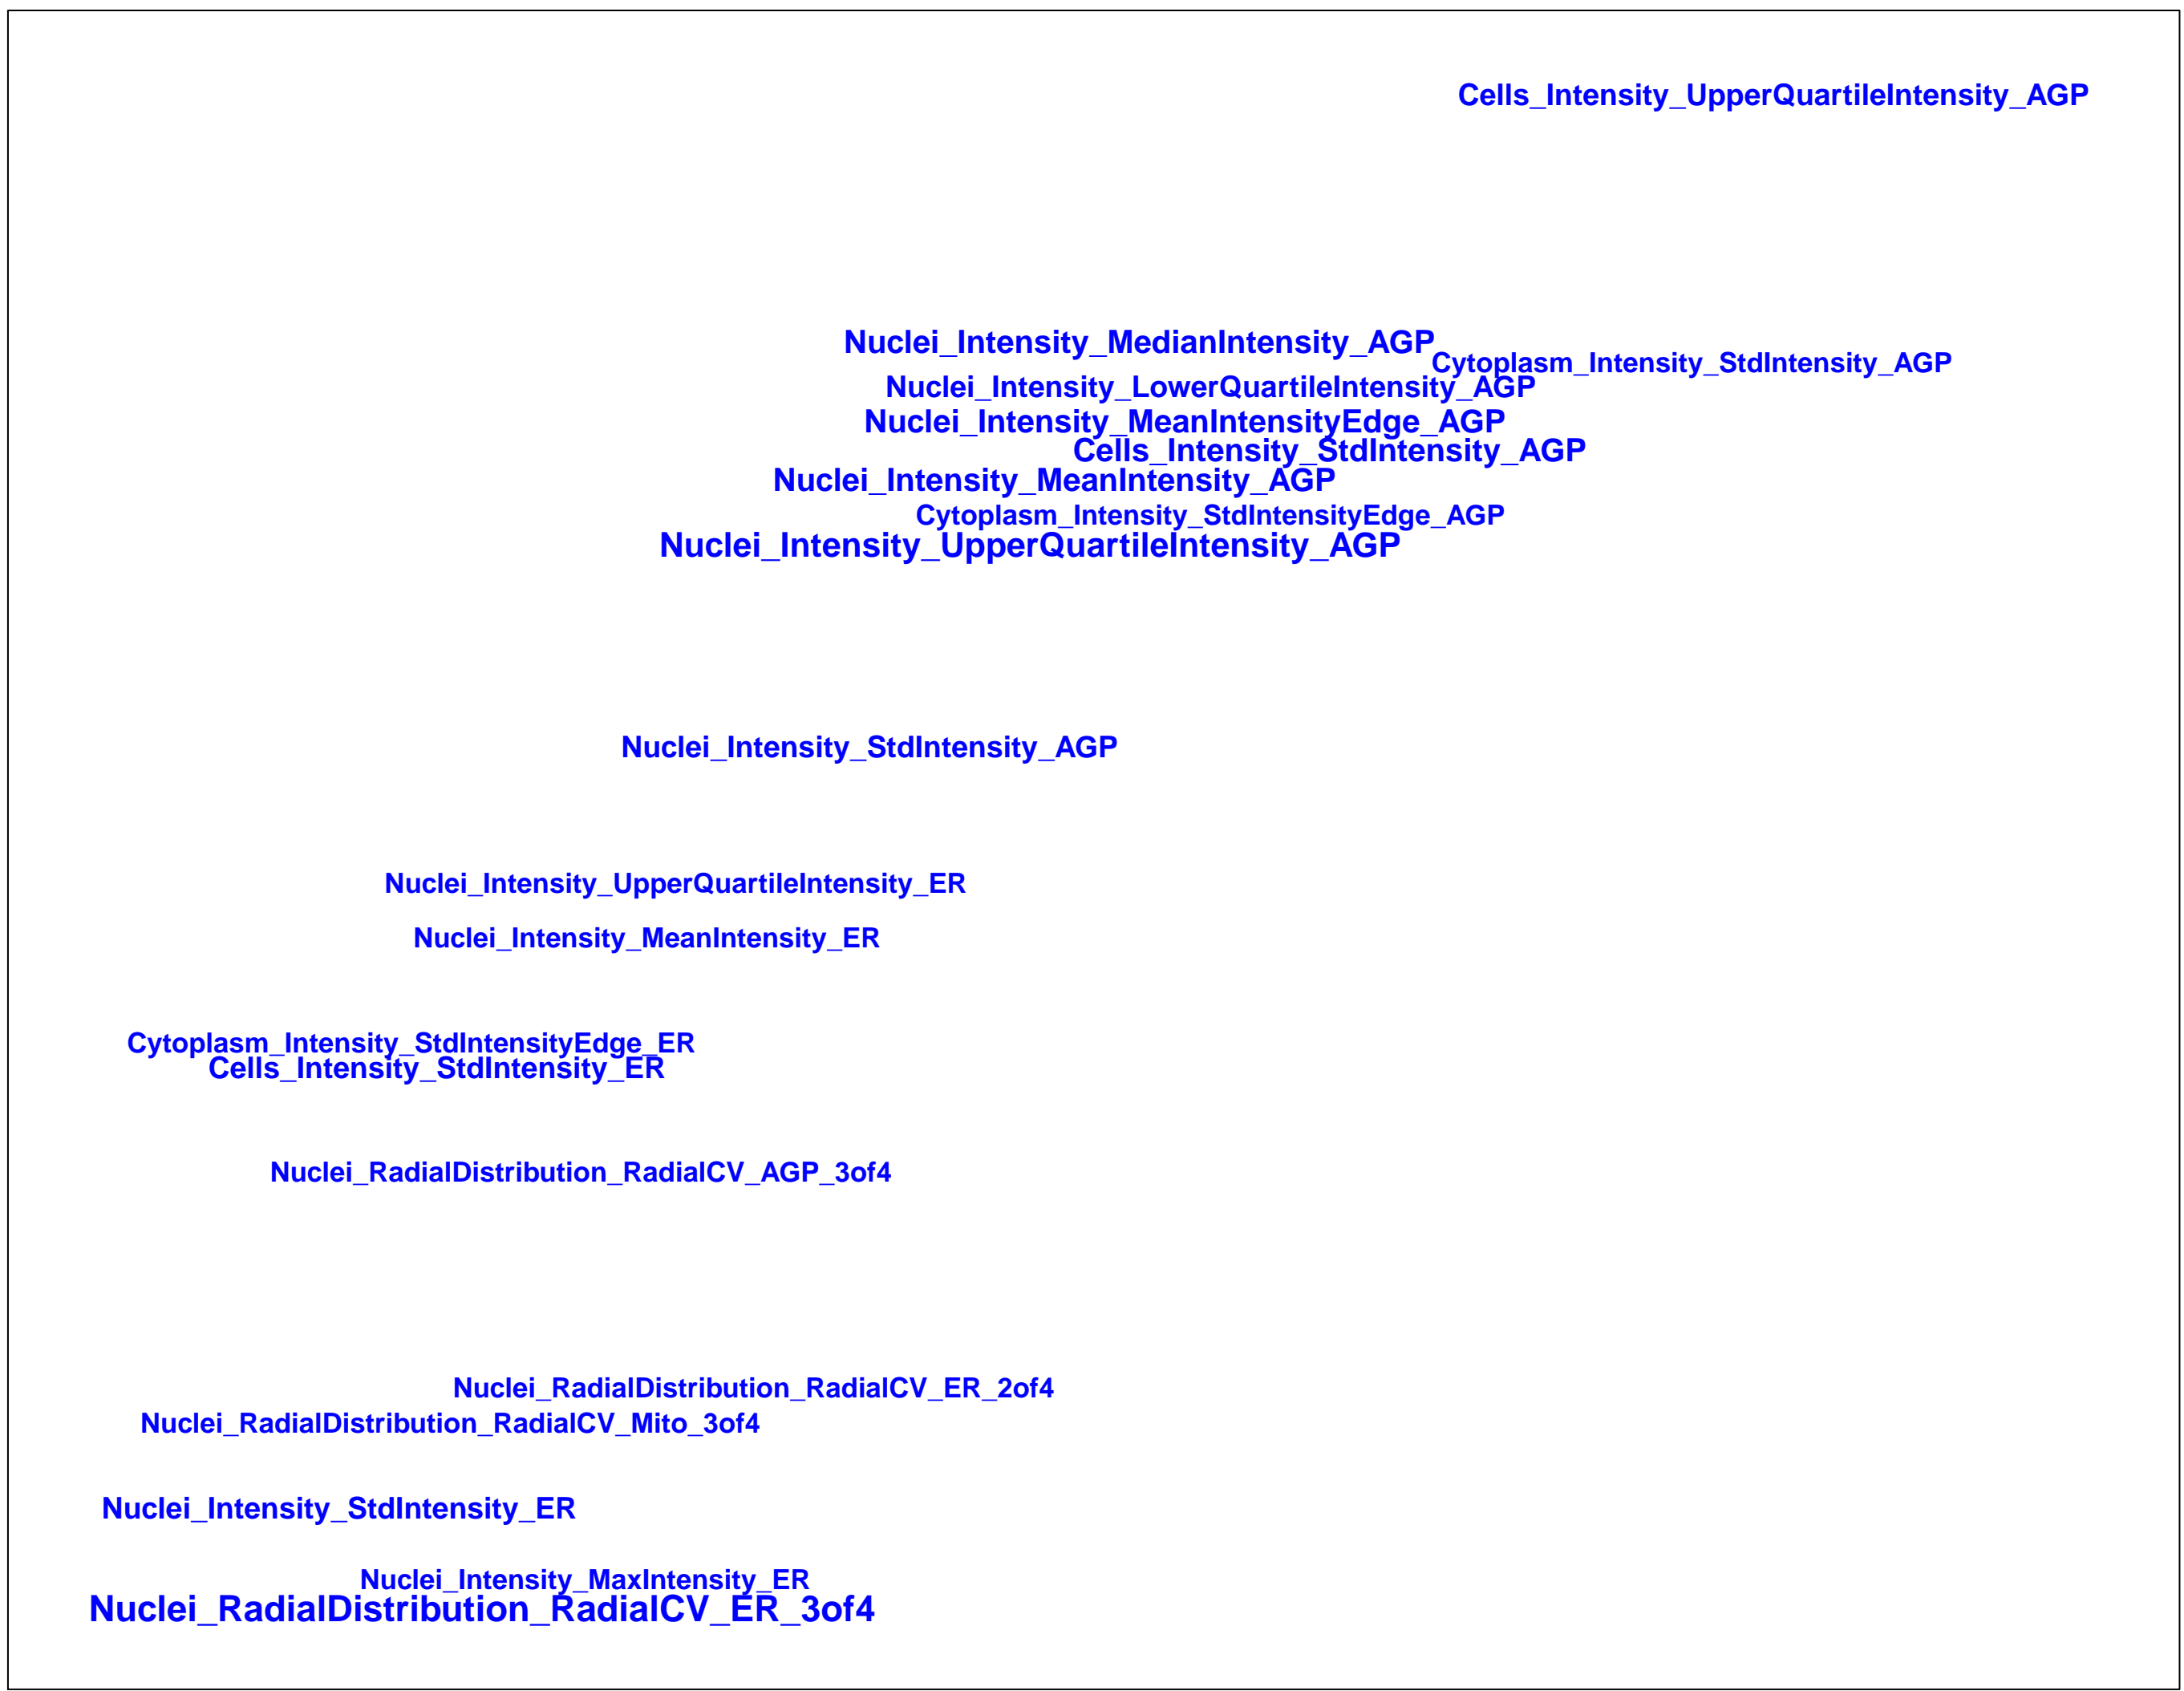 Cells_Intensity_UpperQuartileIntensity_AGP
Nuclei_Intensity_MedianIntensity_AGP
Cytoplasm_Intensity_StdIntensity_AGP
Nuclei_Intensity_LowerQuartileIntensity_AGP
Nuclei_Intensity_MeanIntensityEdge_AGP
Cells_Intensity_StdIntensity_AGP
Nuclei_Intensity_MeanIntensity_AGP
Cytoplasm_Intensity_StdIntensityEdge_AGP
Nuclei_Intensity_UpperQuartileIntensity_AGP
Nuclei_Intensity_StdIntensity_AGP
Nuclei_Intensity_UpperQuartileIntensity_ER
Nuclei_Intensity_MeanIntensity_ER
Cytoplasm_Intensity_StdIntensityEdge_ER
Cells_Intensity_StdIntensity_ER
Nuclei_RadialDistribution_RadialCV_AGP_3of4
Nuclei_RadialDistribution_RadialCV_ER_2of4
Nuclei_RadialDistribution_RadialCV_Mito_3of4
Nuclei_Intensity_StdIntensity_ER
Nuclei_Intensity_MaxIntensity_ER
Nuclei_RadialDistribution_RadialCV_ER_3of4